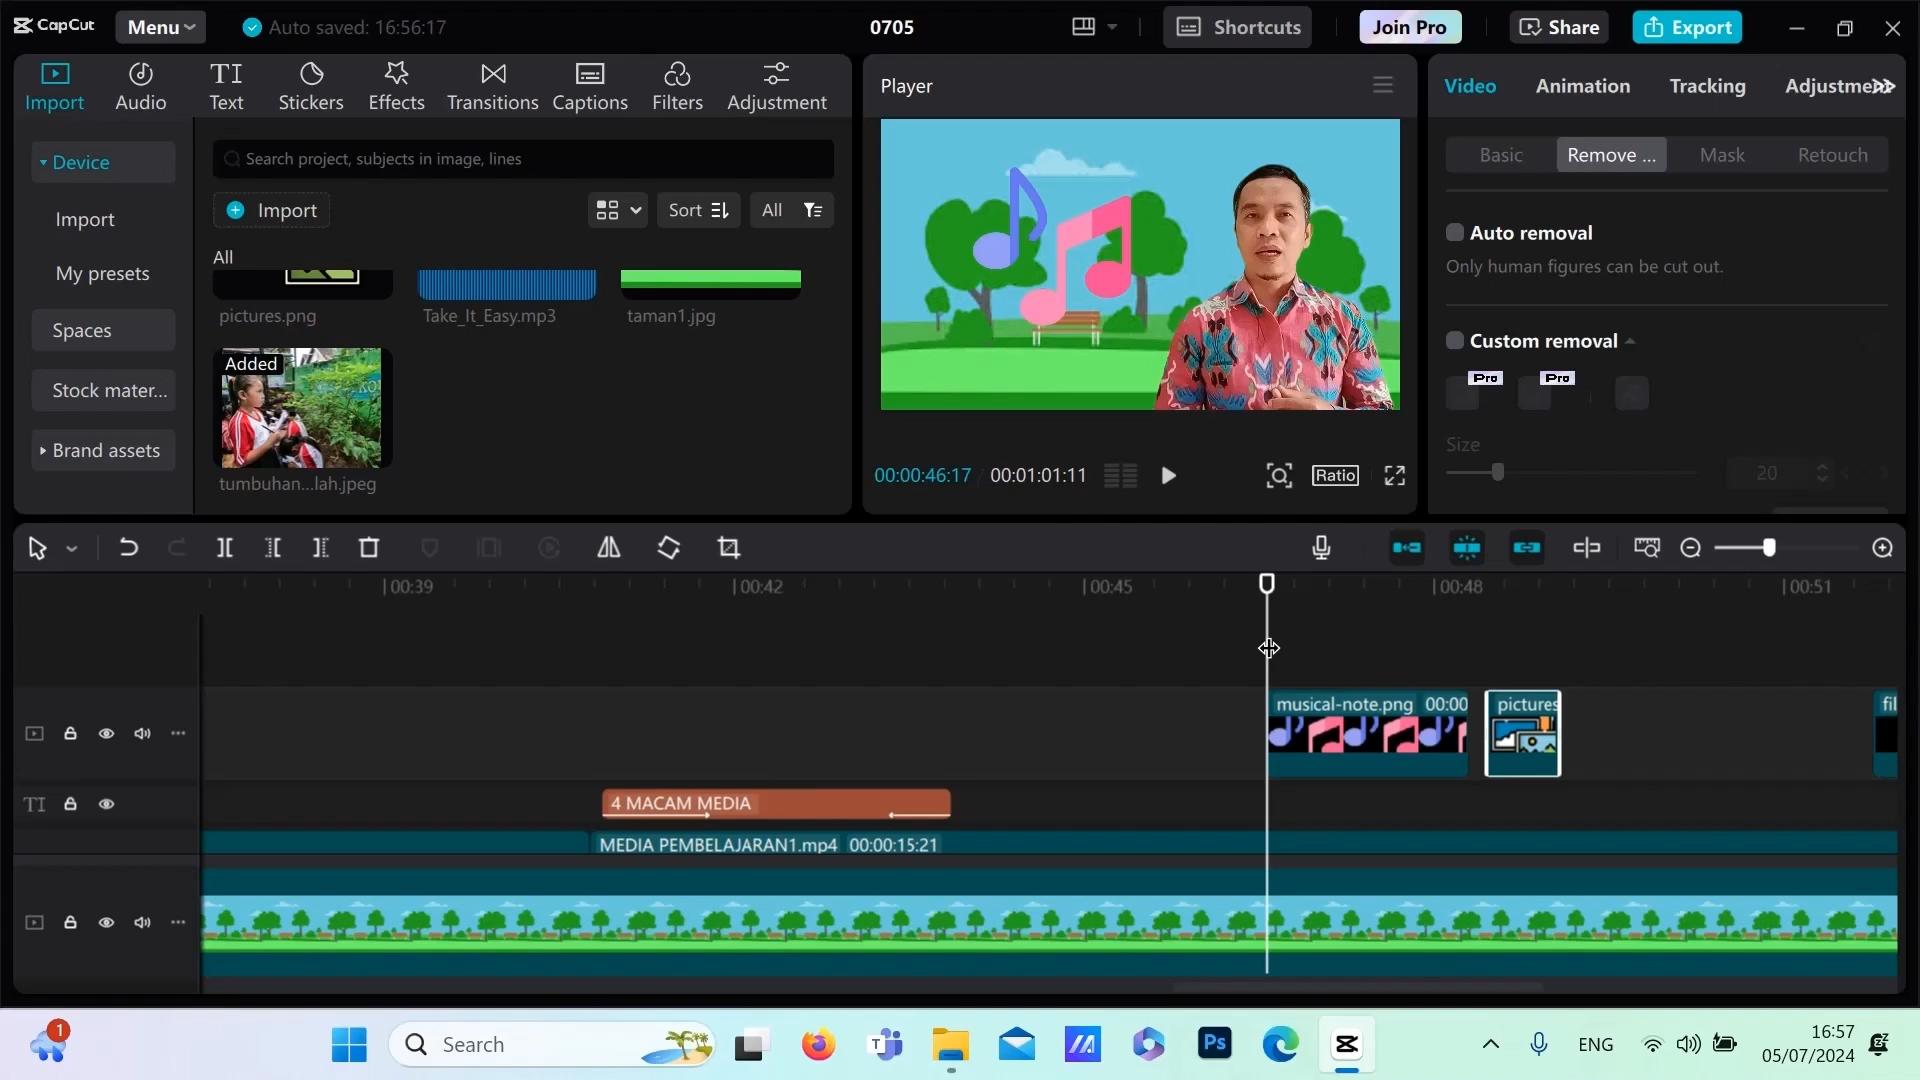 CapCut
Menu
Auto saved: 16:56:17
0705
Shortcuts
Join Pro
Share
Export
Import
Audio
TI
Text
Stickers
Effects
Transitions
Captions
Filters
Adjustment
Device
Import
My presets
Spaces
Stock mater...
Brand assets
Search project, subjects in image, lines
Import
Sort
All
All
pictures.png
Take_It_Easy.mp3
taman1.jpg
Added
tumbuhan...lah.jpeg
Player
00:00:46:17
00:01:01:11
Ratio
Video
Animation
Tracking
Adjustment
Basic
Remove ...
Mask
Retouch
Auto removal
Only human figures can be cut out.
Custom removal
Pro
Pro
Size
20
00:39
00:42
00:45
00:48
00:51
musical-note.png 00:00
pictures
fil
TI
4 MACAM MEDIA
MEDIA PEMBELAJARAN1.mp4 00:00:15:21
1
Search
T
Ps
ENG
16:57
05/07/2024